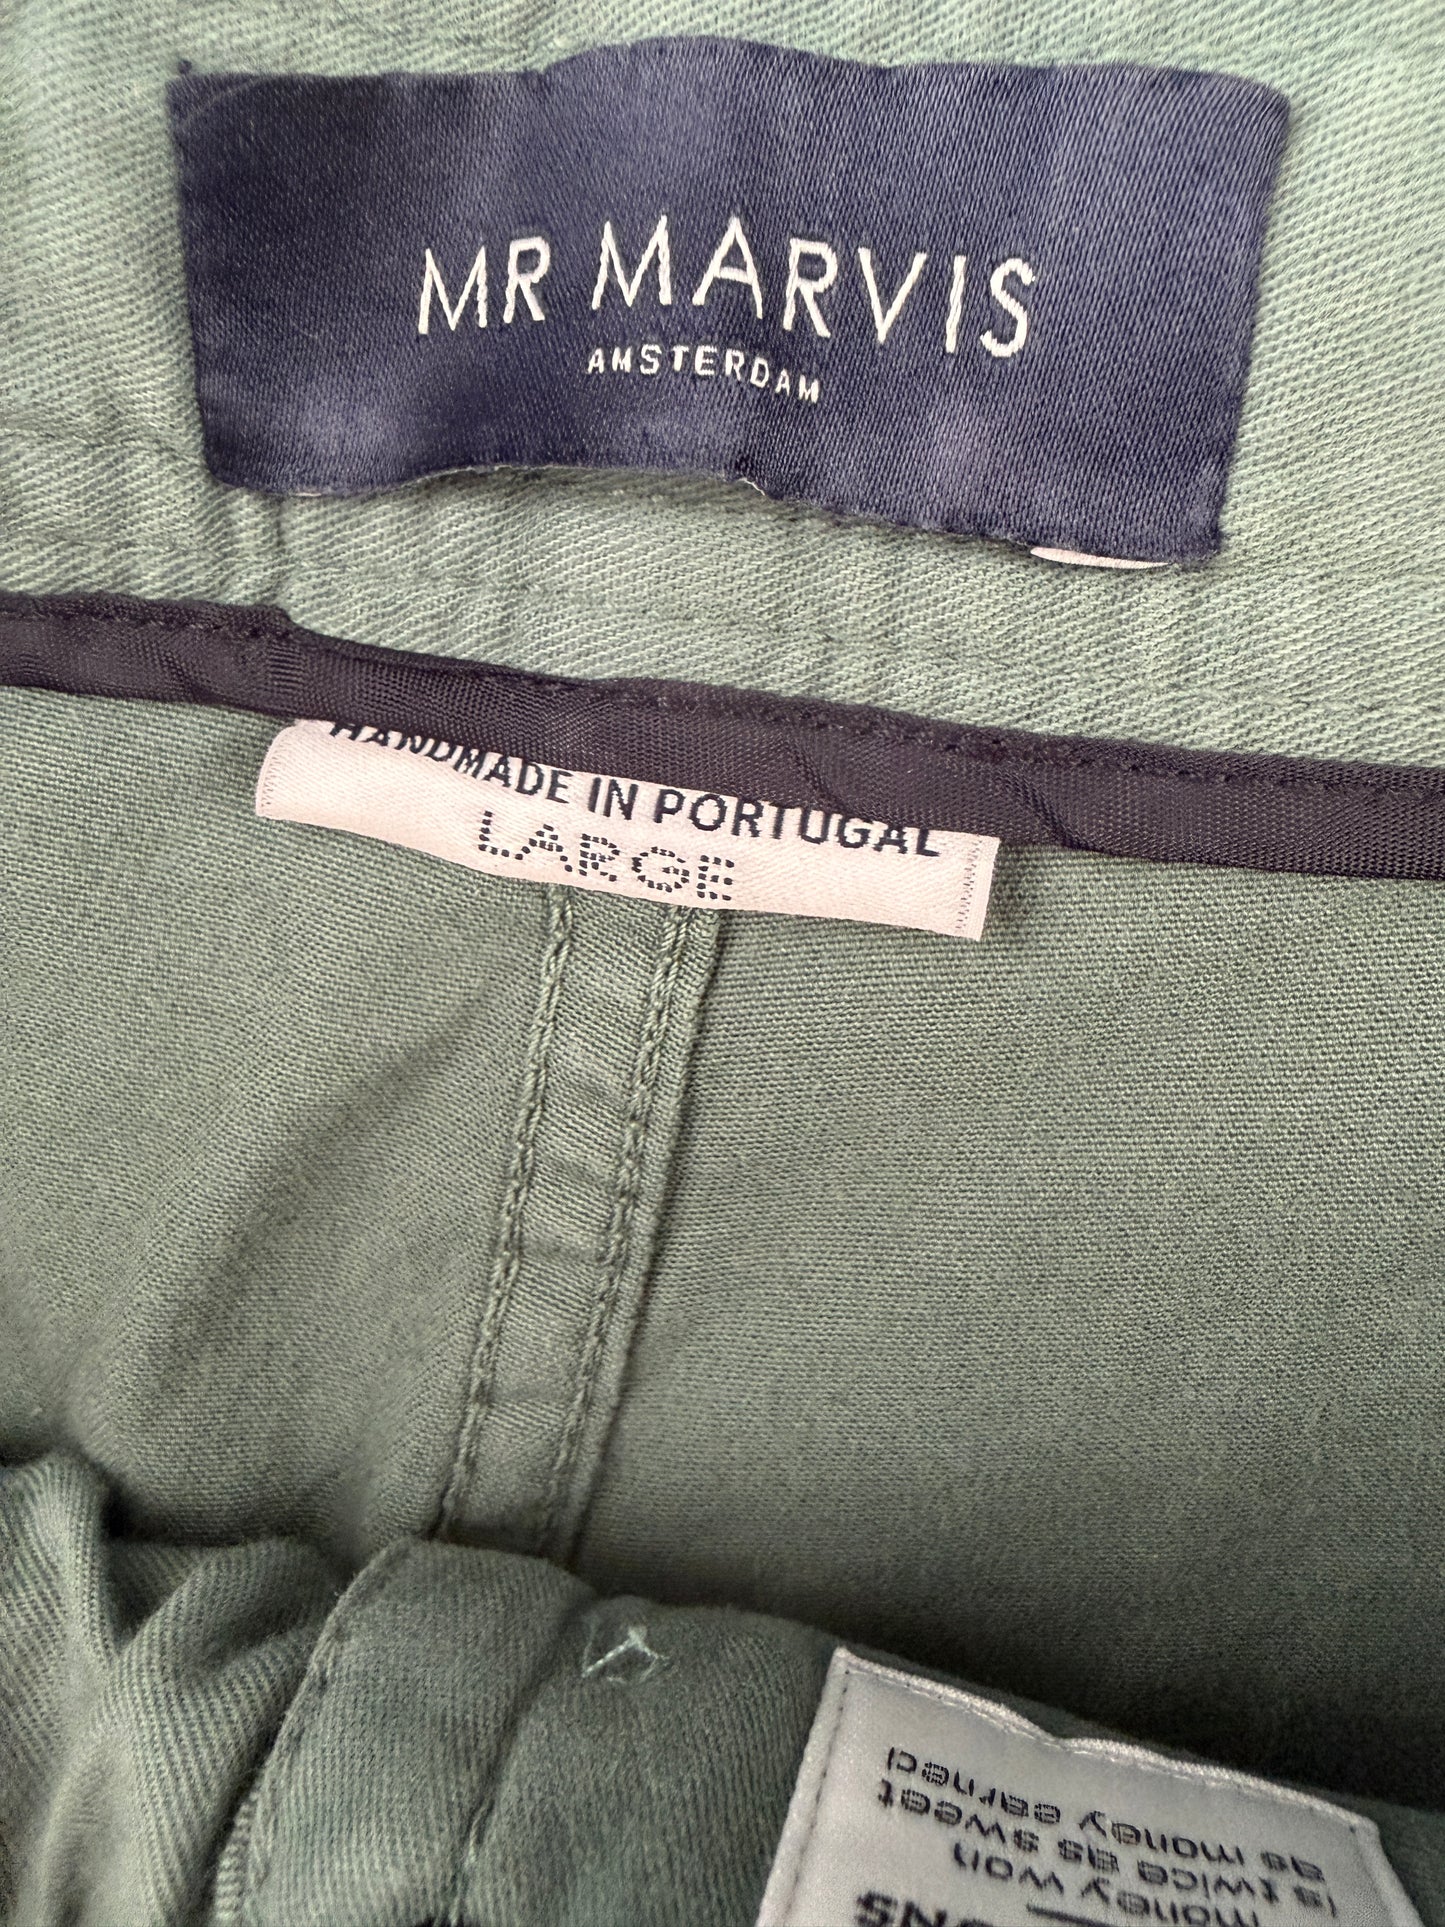 MR MARVIS
AMSTERDAM
HANDMADE IN PORTUGAL
LARGE
money won
is twice as sweet
as money earned